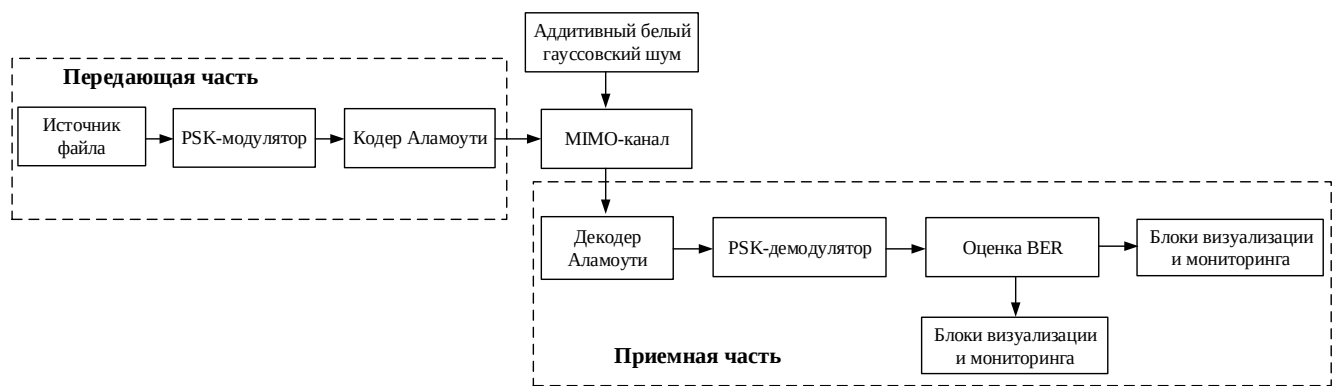 Аддитивный белый
гауссовский шум
Передающая часть
Источник
файла
PSK-модулятор
Кодер Аламоути
MIMO-канал
Декодер
Аламоути
PSK-демодулятор
Оценка BER
Блоки визуализации
и мониторинга
Блоки визуализации
и мониторинга
Приемная часть